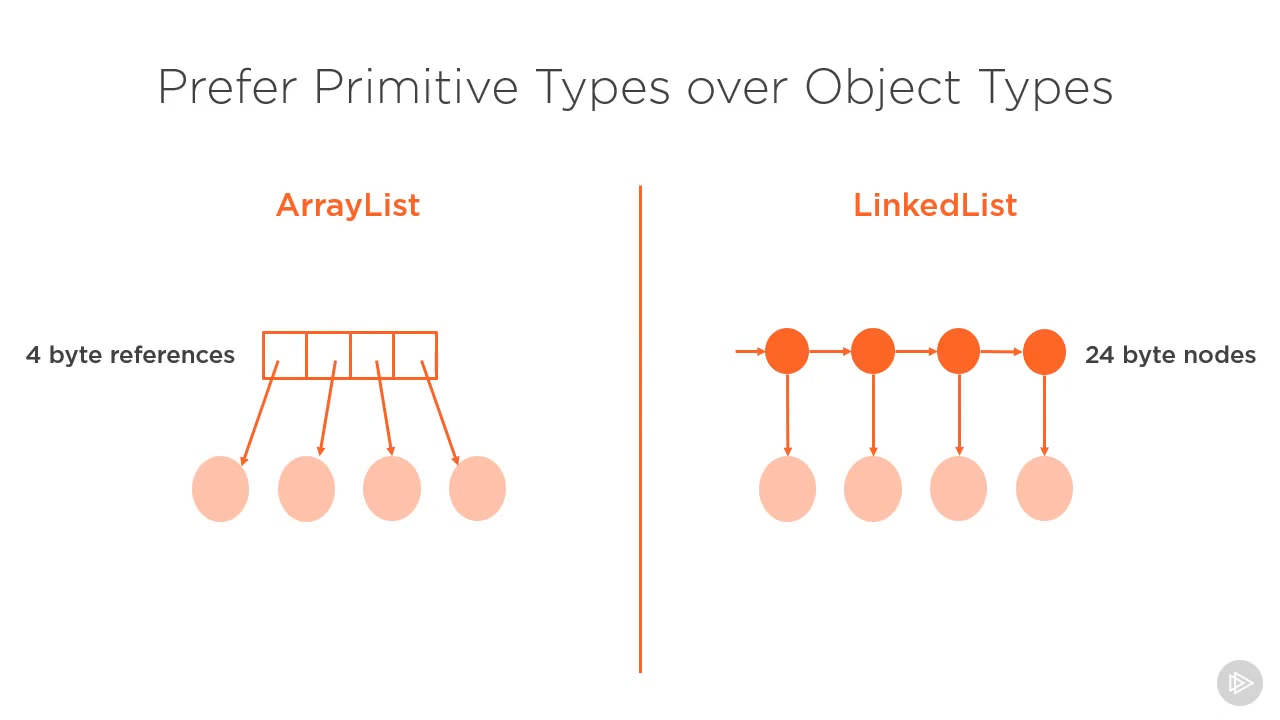 Prefer Primitive Types over Object Types
ArrayList
LinkedList
4 byte references
24 byte nodes